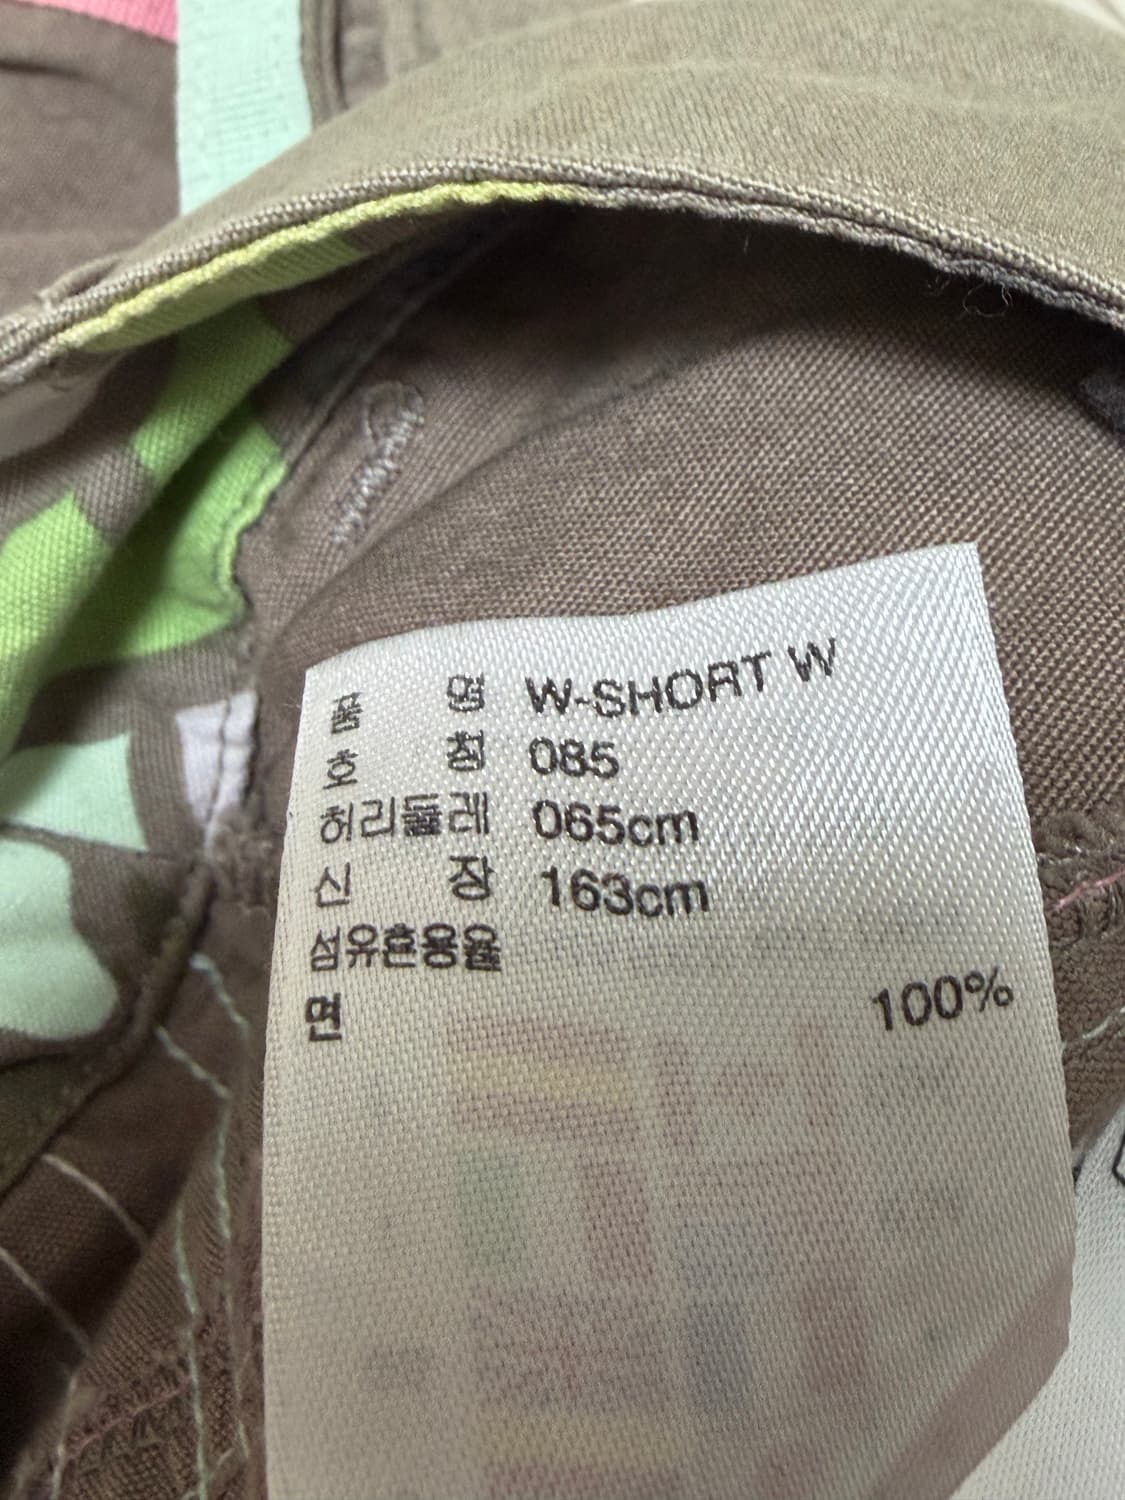 품 명 W-SHORT W
호 칭 085
허리둘레 065cm
신 장 163cm
섬유혼용율
면 100%